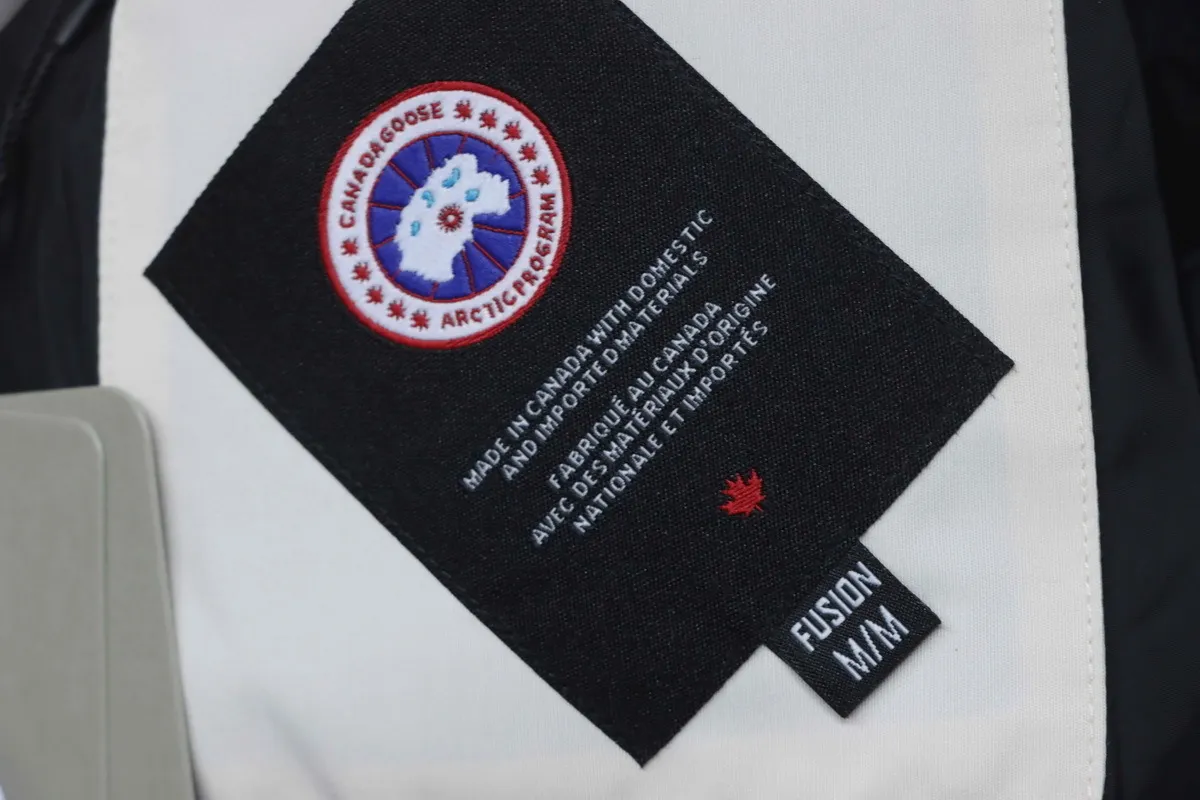 CANADA GOOSE
ARCTIC PROGRAM
MADE IN CANADA WITH DOMESTIC
AND IMPORTED MATERIALS
FABRIQUÉ AU CANADA
AVEC DES MATÉRIAUX D'ORIGINE
NATIONALE ET IMPORTÉS
FUSION
M/M